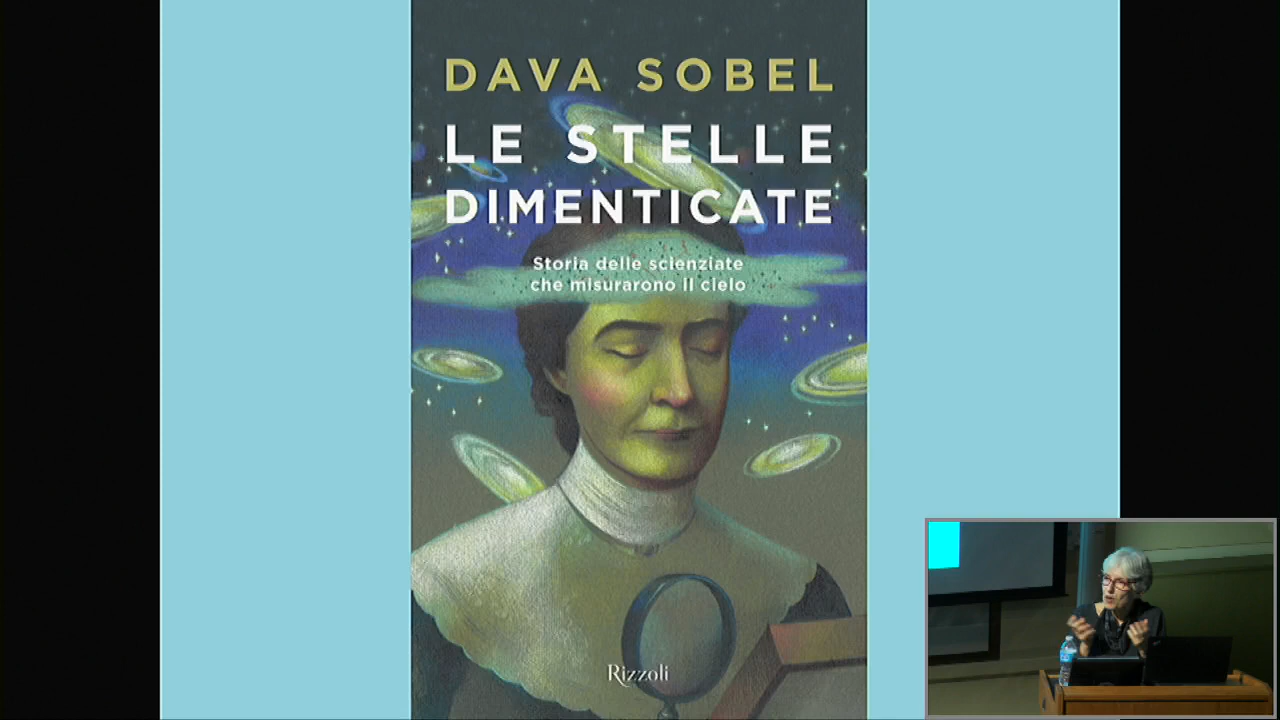 DAVA SOBEL
LE STELLE
DIMENTICATE
Storia delle scienziate
che misurarono il cielo
Rizzoli